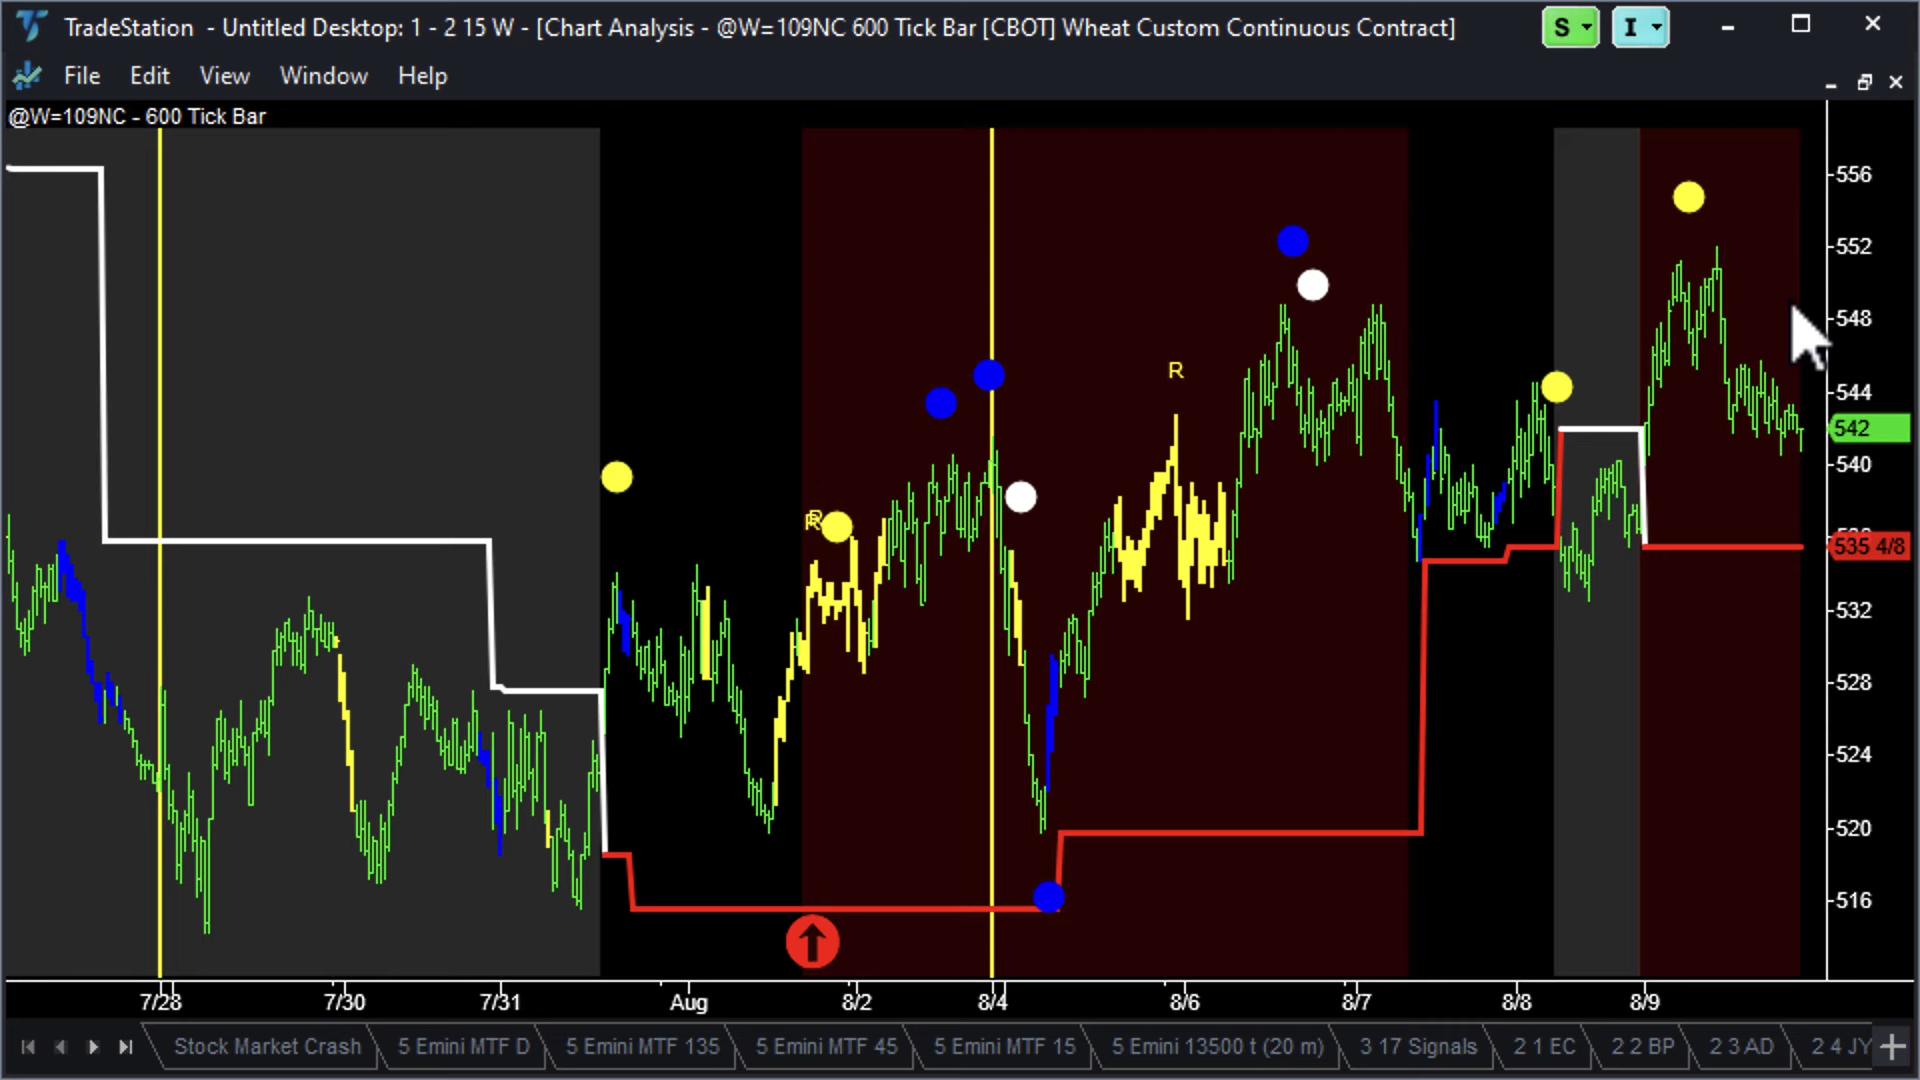 TradeStation - Untitled Desktop: 1 - 2 15 W - [Chart Analysis - @W=109NC 600 Tick Bar [CBOT] Wheat Custom Continuous Contract]
S I
File Edit View Window Help
@W=109NC - 600 Tick Bar
556
552
548
R
544
542
540
R
R
535 4/8
532
528
524
520
516
7/28 7/30 7/31 Aug 8/2 8/4 8/6 8/7 8/8 8/9
Stock Market Crash 5 Emini MTF D 5 Emini MTF 135 5 Emini MTF 45 5 Emini MTF 15 5 Emini 13500 t (20 m) 3 17 Signals 2 1 EC 2 2 BP 2 3 AD 2 4 JY